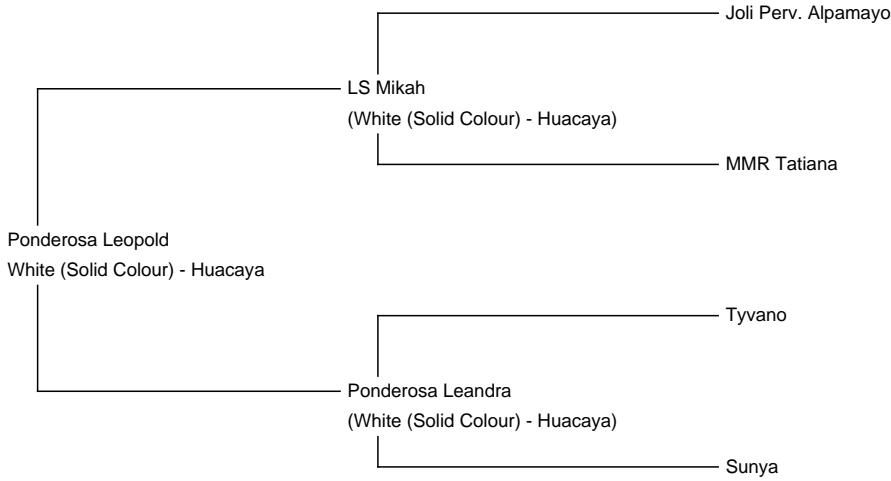 Joli Perv. Alpamayo
LS Mikah
(White (Solid Colour) - Huacaya)
MMR Tatiana
Ponderosa Leopold
White (Solid Colour) - Huacaya
Tyvano
Ponderosa Leandra
(White (Solid Colour) - Huacaya)
Sunya